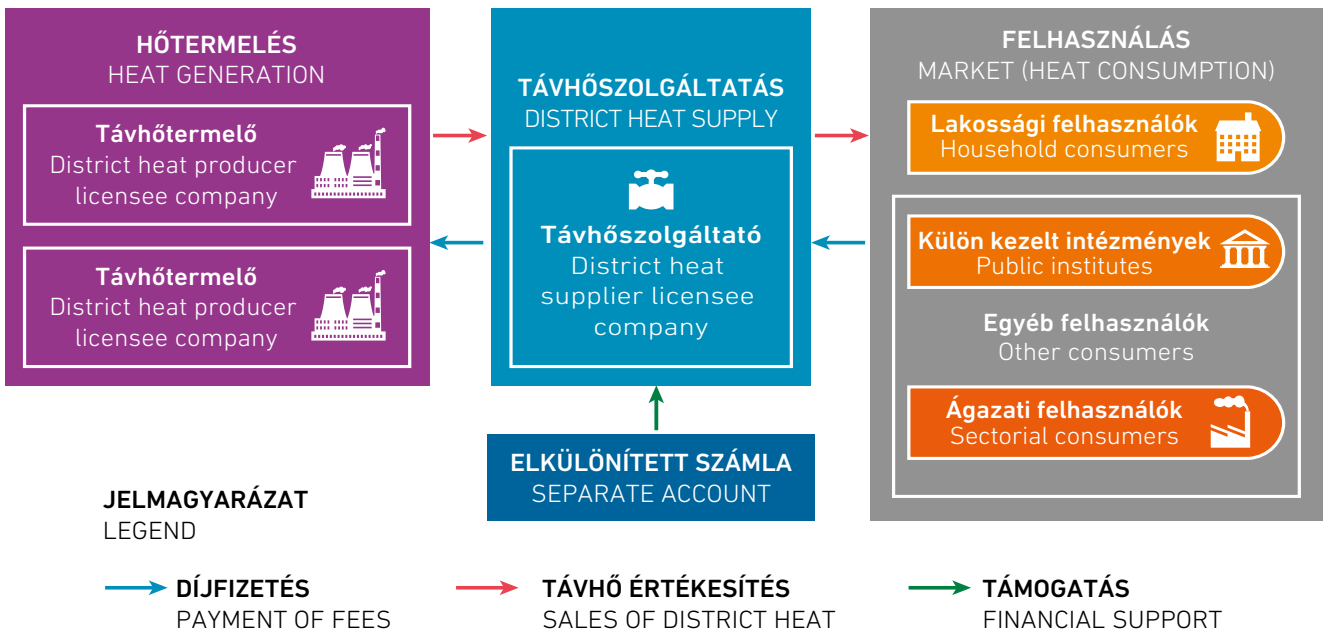 HŐTERMELÉS
HEAT GENERATION
Távhőtermelő
District heat producer
licensee company
Távhőtermelő
District heat producer
licensee company
TÁVHŐSZOLGÁLTATÁS
DISTRICT HEAT SUPPLY
Távhőszolgáltató
District heat
supplier licensee
company
ELKÜLÖNÍTETT SZÁMLA
SEPARATE ACCOUNT
FELHASZNÁLÁS
MARKET (HEAT CONSUMPTION)
Lakossági felhasználók
Household consumers
Külön kezelt intézmények
Public institutes
Egyéb felhasználók
Other consumers
Ágazati felhasználók
Sectorial consumers
JELMAGYARÁZAT
LEGEND
DÍJFIZETÉS
PAYMENT OF FEES
TÁVHŐ ÉRTÉKESÍTÉS
SALES OF DISTRICT HEAT
TÁMOGATÁS
FINANCIAL SUPPORT